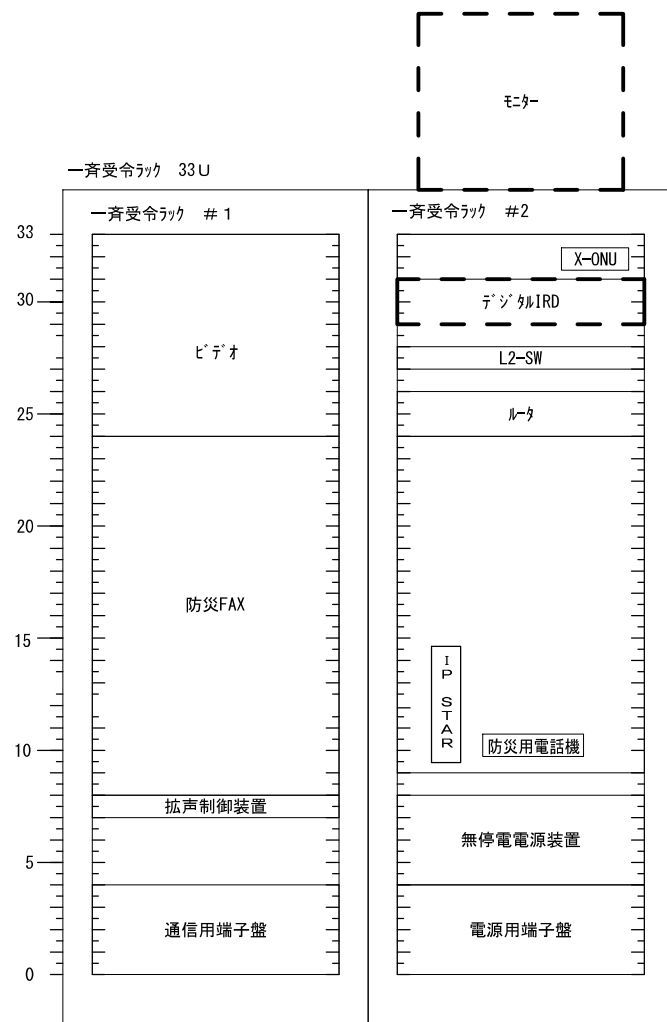 ﾓﾆﾀｰ
一斉受令ﾗｯｸ 33U
一斉受令ﾗｯｸ #1
一斉受令ﾗｯｸ #2
33
X-ONU
30
ﾃﾞｼﾞﾀﾙIRD
ﾋﾞﾃﾞｵ
L2-SW
25
ﾙｰﾀ
20
防災FAX
15
IP STAR
10
防災用電話機
拡声制御装置
無停電電源装置
5
通信用端子盤
電源用端子盤
0